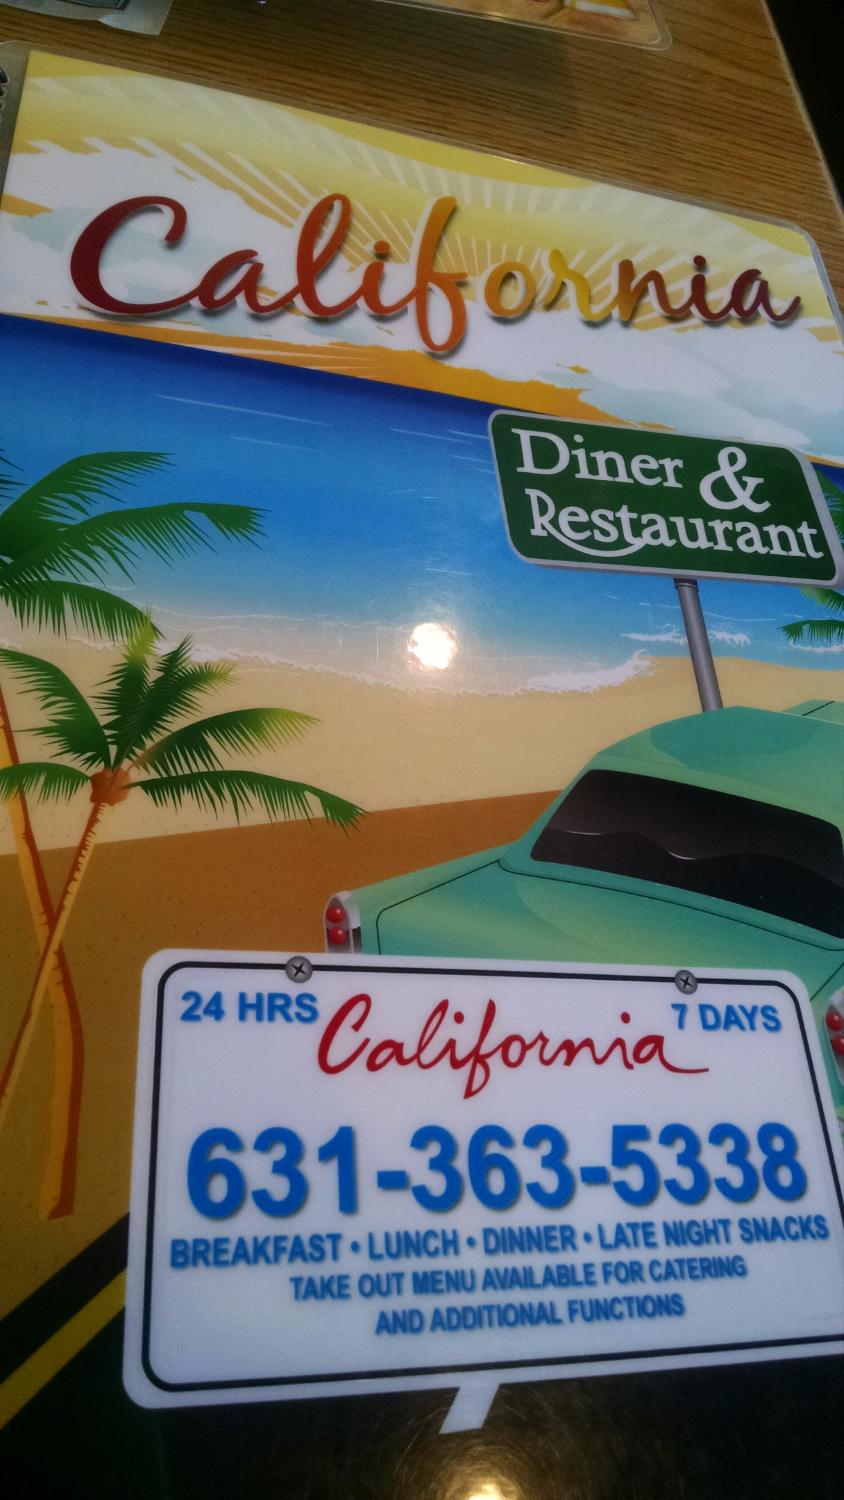 California
Diner &
Restaurant
24 HRS California 7 DAYS
631-363-5338
BREAKFAST • LUNCH • DINNER • LATE NIGHT SNACKS
TAKE OUT MENU AVAILABLE FOR CATERING
AND ADDITIONAL FUNCTIONS